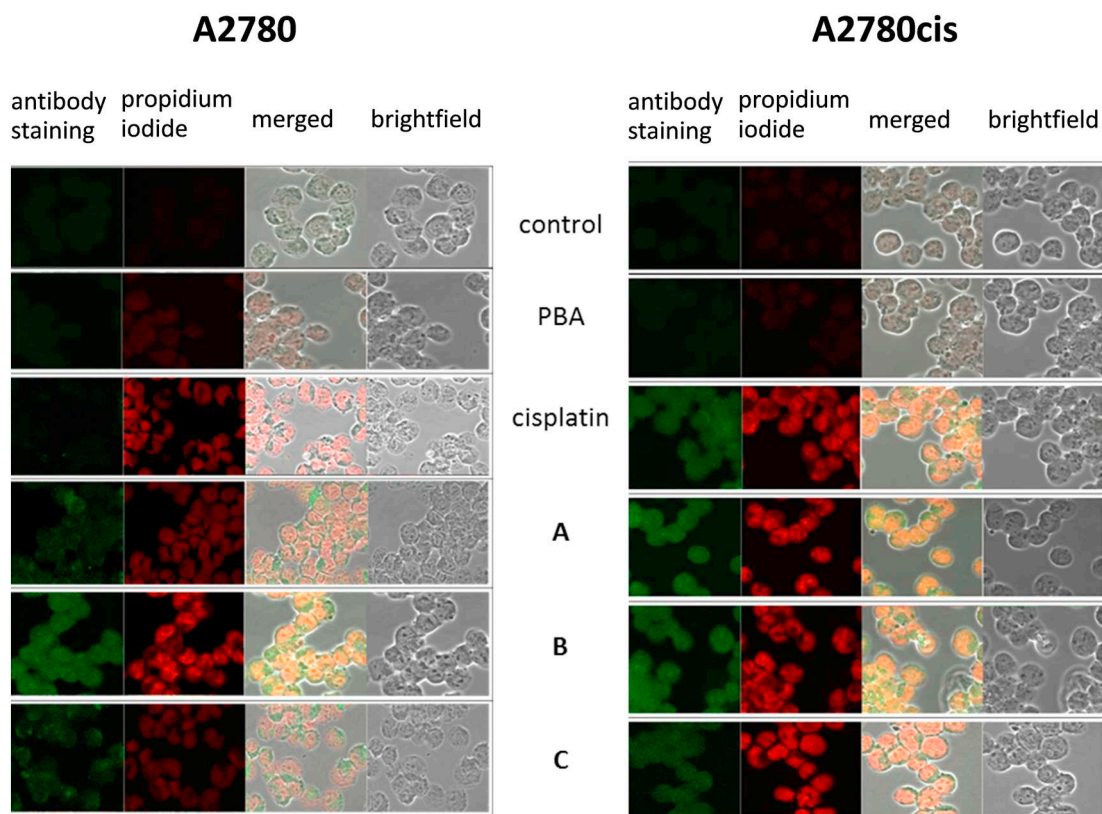 A2780
A2780cis
antibody
staining
propidium
iodide
merged
brightfield
antibody
staining
propidium
iodide
merged
brightfield
control
PBA
cisplatin
A
B
C